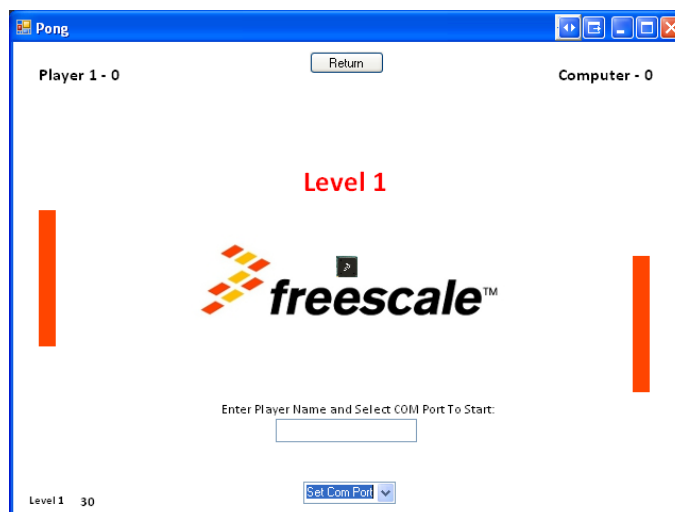 Pong
Return
Player 1 - 0
Computer - 0
Level 1
freescale™
Enter Player Name and Select COM Port To Start:
Set Com Port
Level 1 30